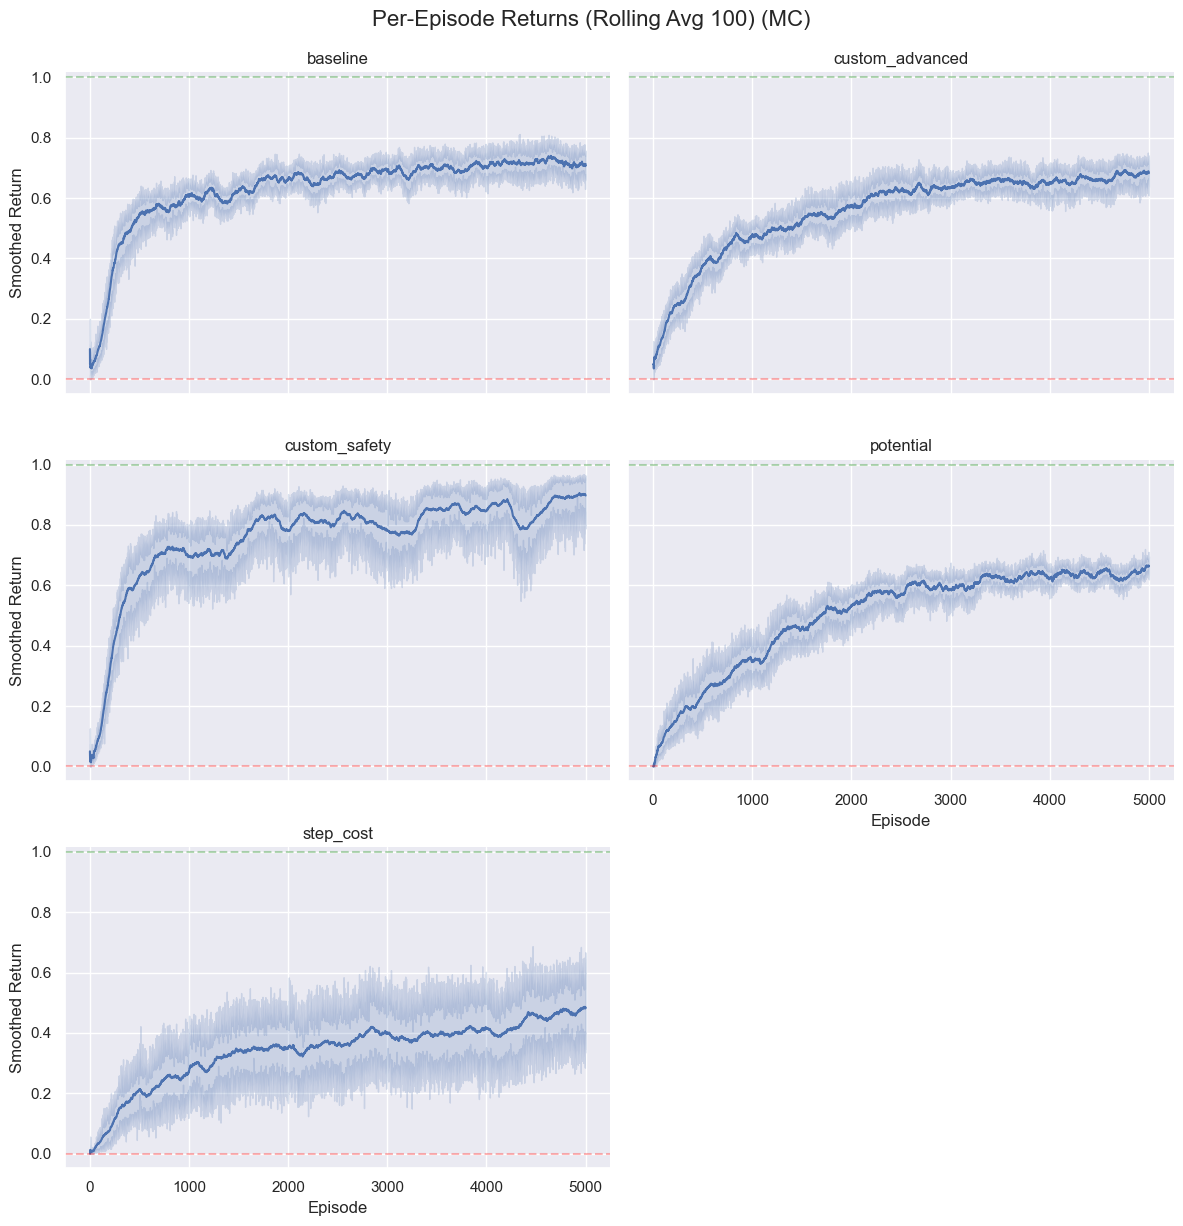 Per-Episode Returns (Rolling Avg 100) (MC)
baseline
custom_advanced
1.0
0.8
0.6
0.4
0.2
0.0
Smoothed Return
custom_safety
potential
1.0
0.8
0.6
0.4
0.2
0.0
Smoothed Return
0 1000 2000 3000 4000 5000
Episode
step_cost
1.0
0.8
0.6
0.4
0.2
0.0
Smoothed Return
0 1000 2000 3000 4000 5000
Episode